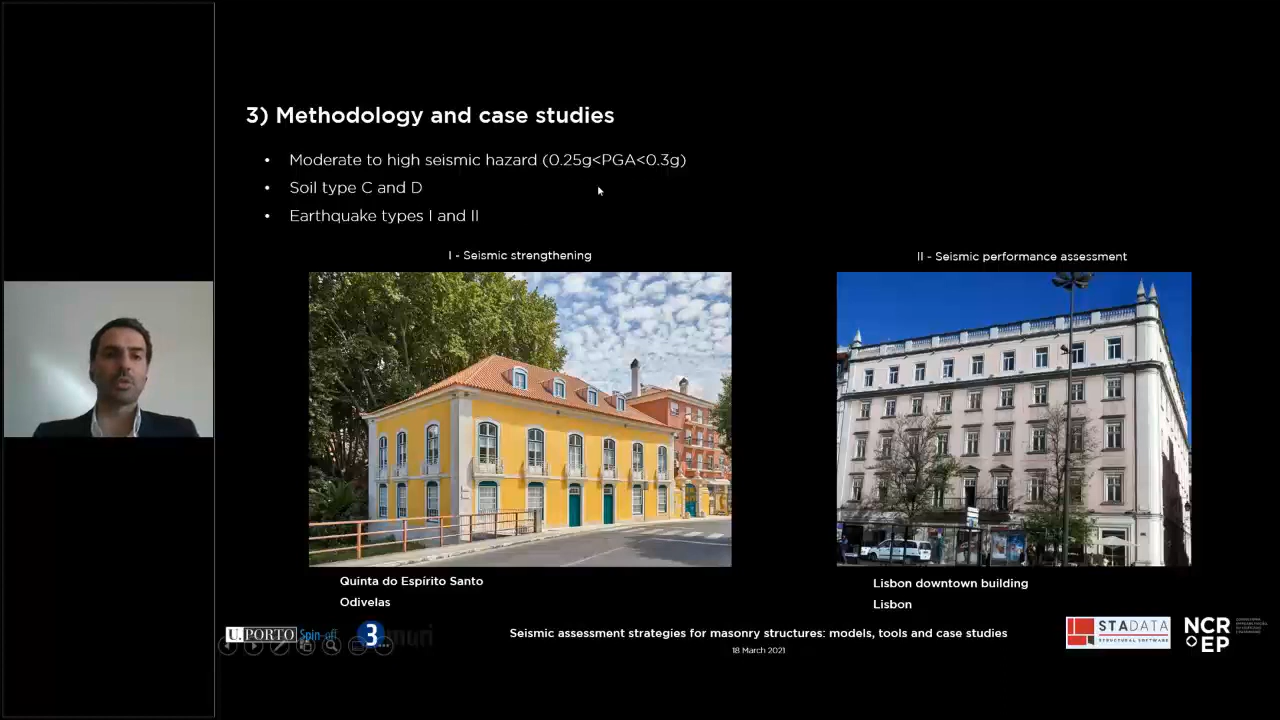 3) Methodology and case studies
• Moderate to high seismic hazard (0.25g<PGA<0.3g)
• Soil type C and D
• Earthquake types I and II
I - Seismic strengthening
II - Seismic performance assessment
Quinta do Espírito Santo
Odivelas
Lisbon downtown building
Lisbon
U.PORTO Spin-off
3muri
Seismic assessment strategies for masonry structures: models, tools and case studies
18 March 2021
STADATA
STRUCTURAL SOFTWARE
NCR
EP